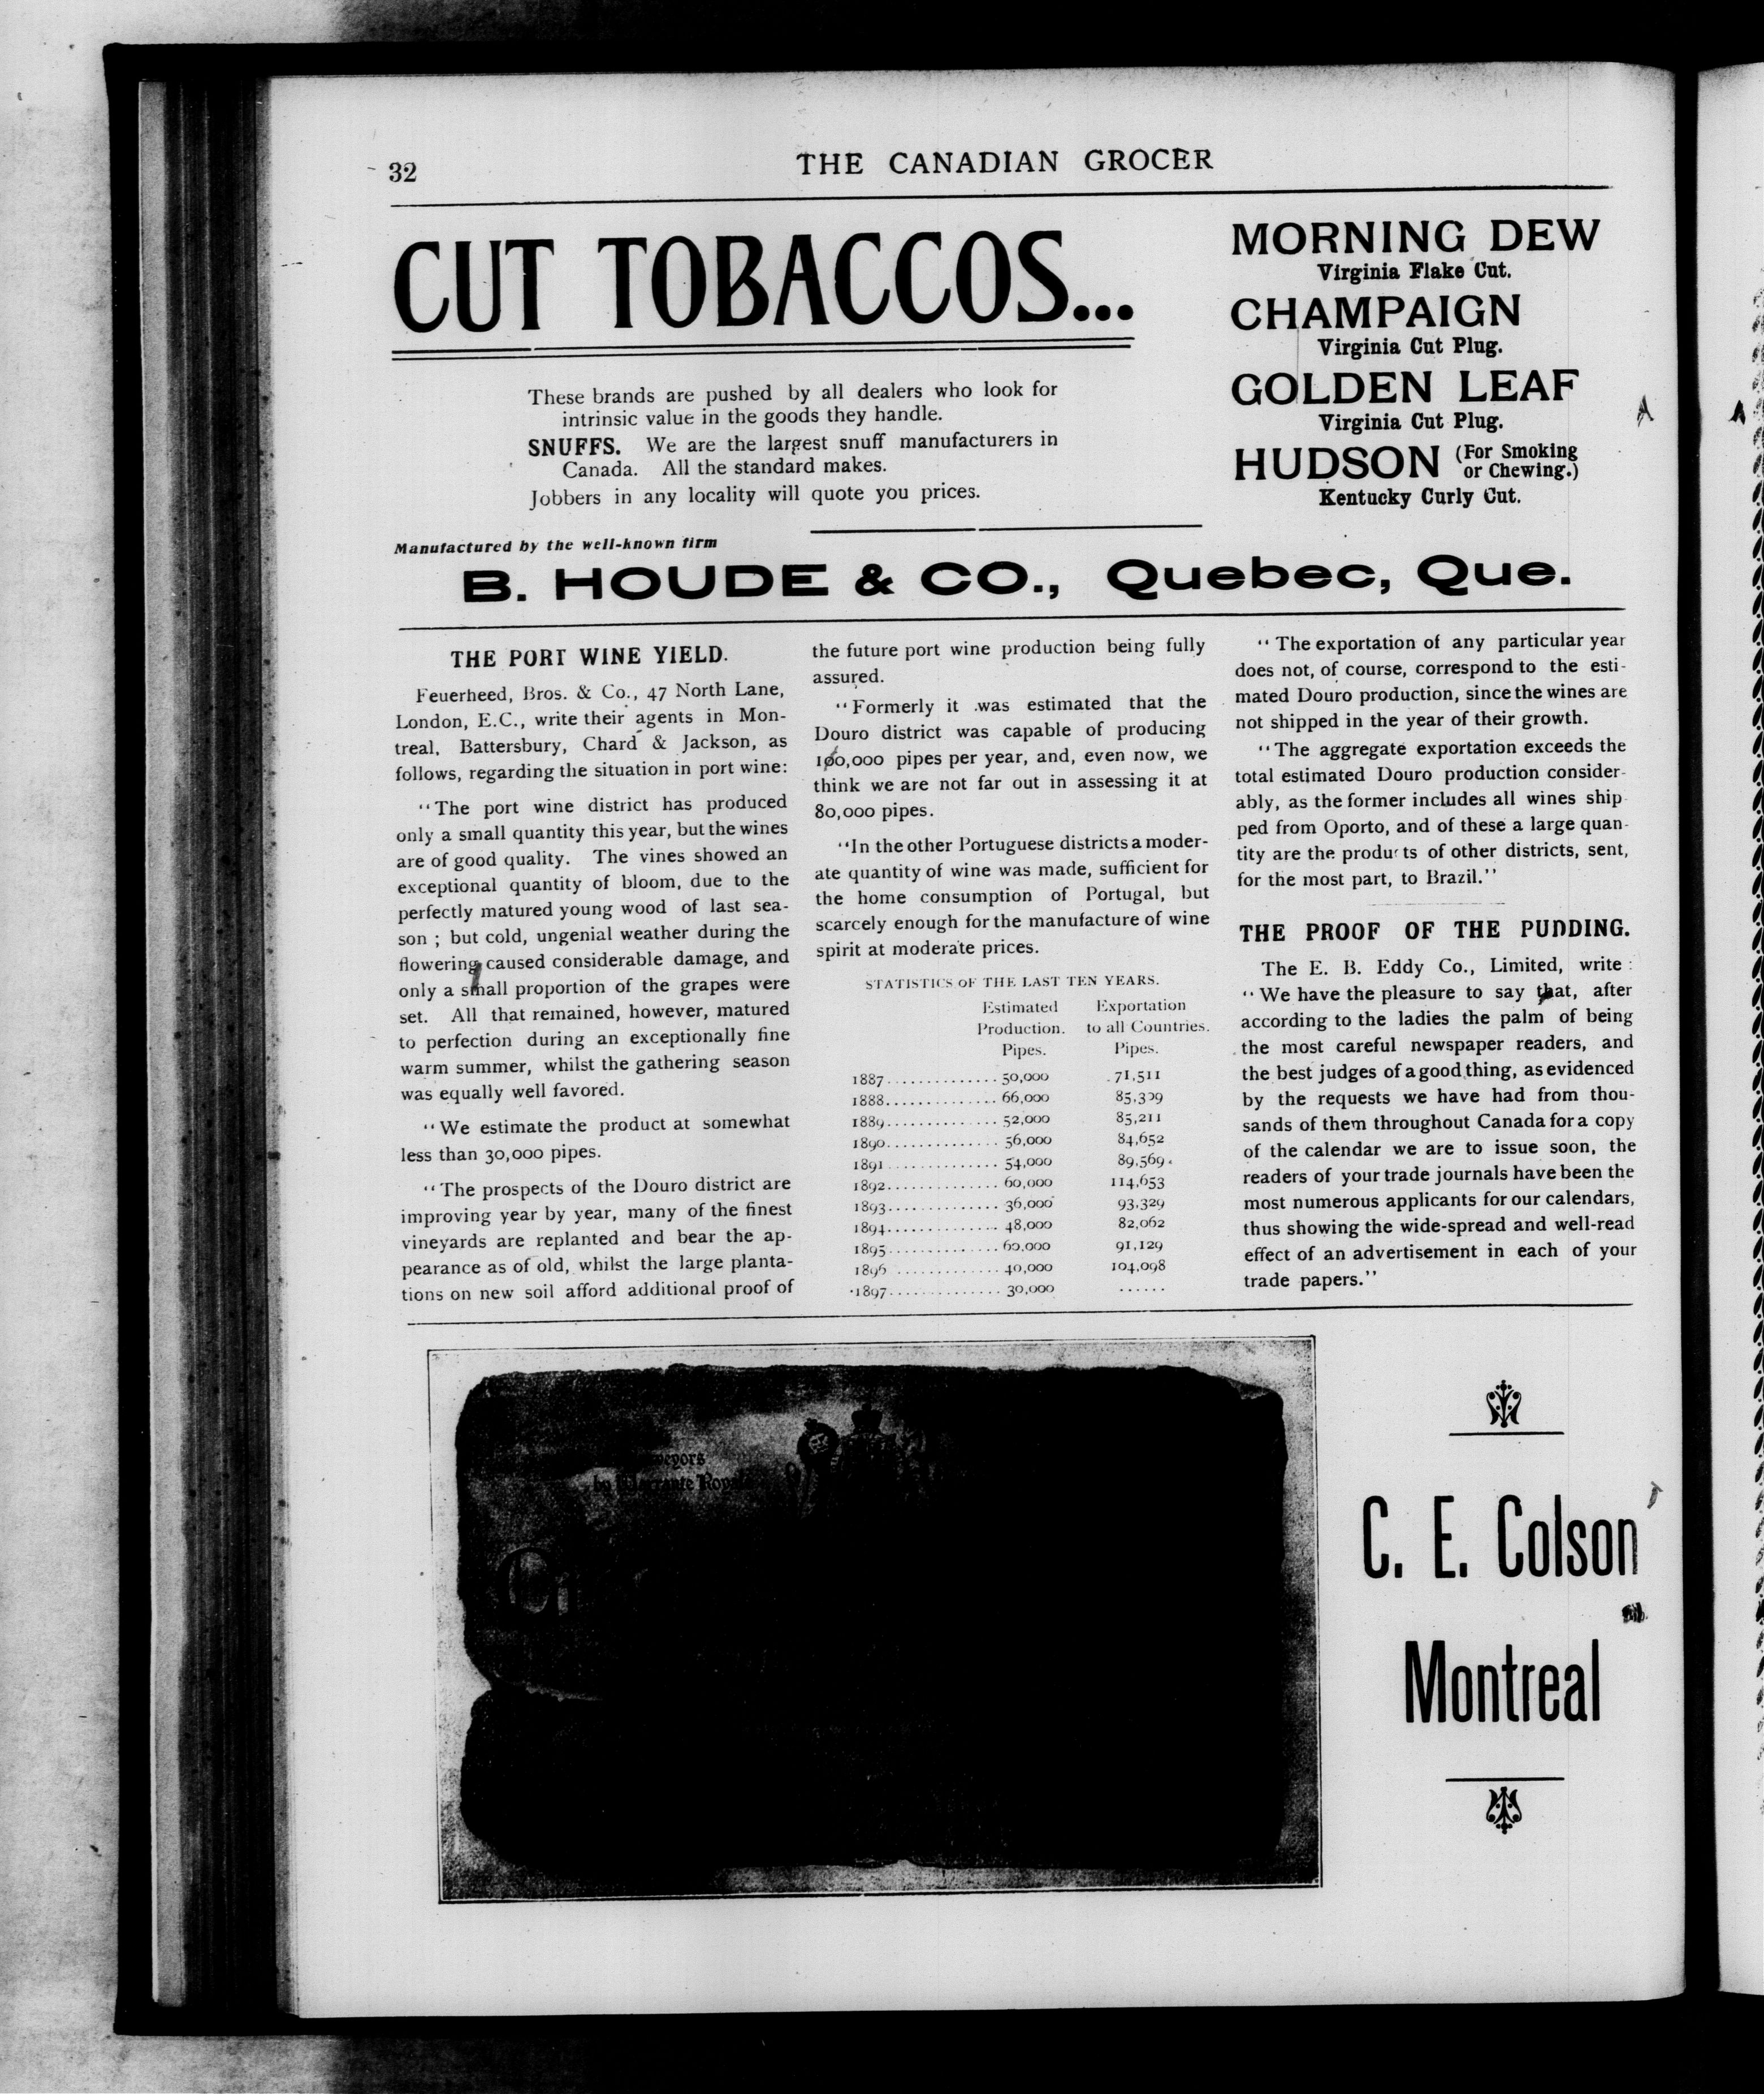 32
THE CANADIAN GROCER
CUT TOBACCOS...
These brands are pushed by all dealers who look for
intrinsic value in the goods they handle.
SNUFFS. We are the largest snuff manufacturers in
Canada. All the standard makes.
Jobbers in any locality will quote you prices.
MORNING DEW
Virginia Flake Cut.
CHAMPAIGN
Virginia Cut Plug.
GOLDEN LEAF
Virginia Cut Plug.
HUDSON (For Smoking
or Chewing.)
Kentucky Curly Cut.
Manufactured by the well-known firm
B. HOUDE & CO., Quebec, Que.
THE PORT WINE YIELD.
Feuerheed, Bros. & Co., 47 North Lane,
London, E.C., write their agents in Mon-
treal, Battersbury, Chard & Jackson, as
follows, regarding the situation in port wine:
"The port wine district has produced
only a small quantity this year, but the wines
are of good quality. The vines showed an
exceptional quantity of bloom, due to the
perfectly matured young wood of last sea-
son ; but cold, ungenial weather during the
flowering caused considerable damage, and
only a small proportion of the grapes were
set. All that remained, however, matured
to perfection during an exceptionally fine
warm summer, whilst the gathering season
was equally well favored.
"We estimate the product at somewhat
less than 30,000 pipes.
"The prospects of the Douro district are
improving year by year, many of the finest
vineyards are replanted and bear the ap-
pearance as of old, whilst the large planta-
tions on new soil afford additional proof of
the future port wine production being fully
assured.
"Formerly it was estimated that the
Douro district was capable of producing
100,000 pipes per year, and, even now, we
think we are not far out in assessing it at
80,000 pipes.
"In the other Portuguese districts a moder-
ate quantity of wine was made, sufficient for
the home consumption of Portugal, but
scarcely enough for the manufacture of wine
spirit at moderate prices.
STATISTICS OF THE LAST TEN YEARS.
Estimated Exportation
Production. to all Countries.
Pipes. Pipes.
1887.............. 50,000 71,511
1888.............. 66,000 85,329
1889.............. 52,000 85,211
1890.............. 56,000 84,652
1891.............. 54,000 89,569
1892.............. 60,000 114,653
1893.............. 36,000 93,329
1894.............. 48,000 82,062
1895.............. 60,000 91,129
1896.............. 40,000 104,098
1897.............. 30,000 ......
"The exportation of any particular year
does not, of course, correspond to the esti-
mated Douro production, since the wines are
not shipped in the year of their growth.
"The aggregate exportation exceeds the
total estimated Douro production consider-
ably, as the former includes all wines ship-
ped from Oporto, and of these a large quan-
tity are the products of other districts, sent,
for the most part, to Brazil."
THE PROOF OF THE PUDDING.
The E. B. Eddy Co., Limited, write :
"We have the pleasure to say that, after
according to the ladies the palm of being
the most careful newspaper readers, and
the best judges of a good thing, as evidenced
by the requests we have had from thou-
sands of them throughout Canada for a copy
of the calendar we are to issue soon, the
readers of your trade journals have been the
most numerous applicants for our calendars,
thus showing the wide-spread and well-read
effect of an advertisement in each of your
trade papers."
C. E. Colson
Montreal